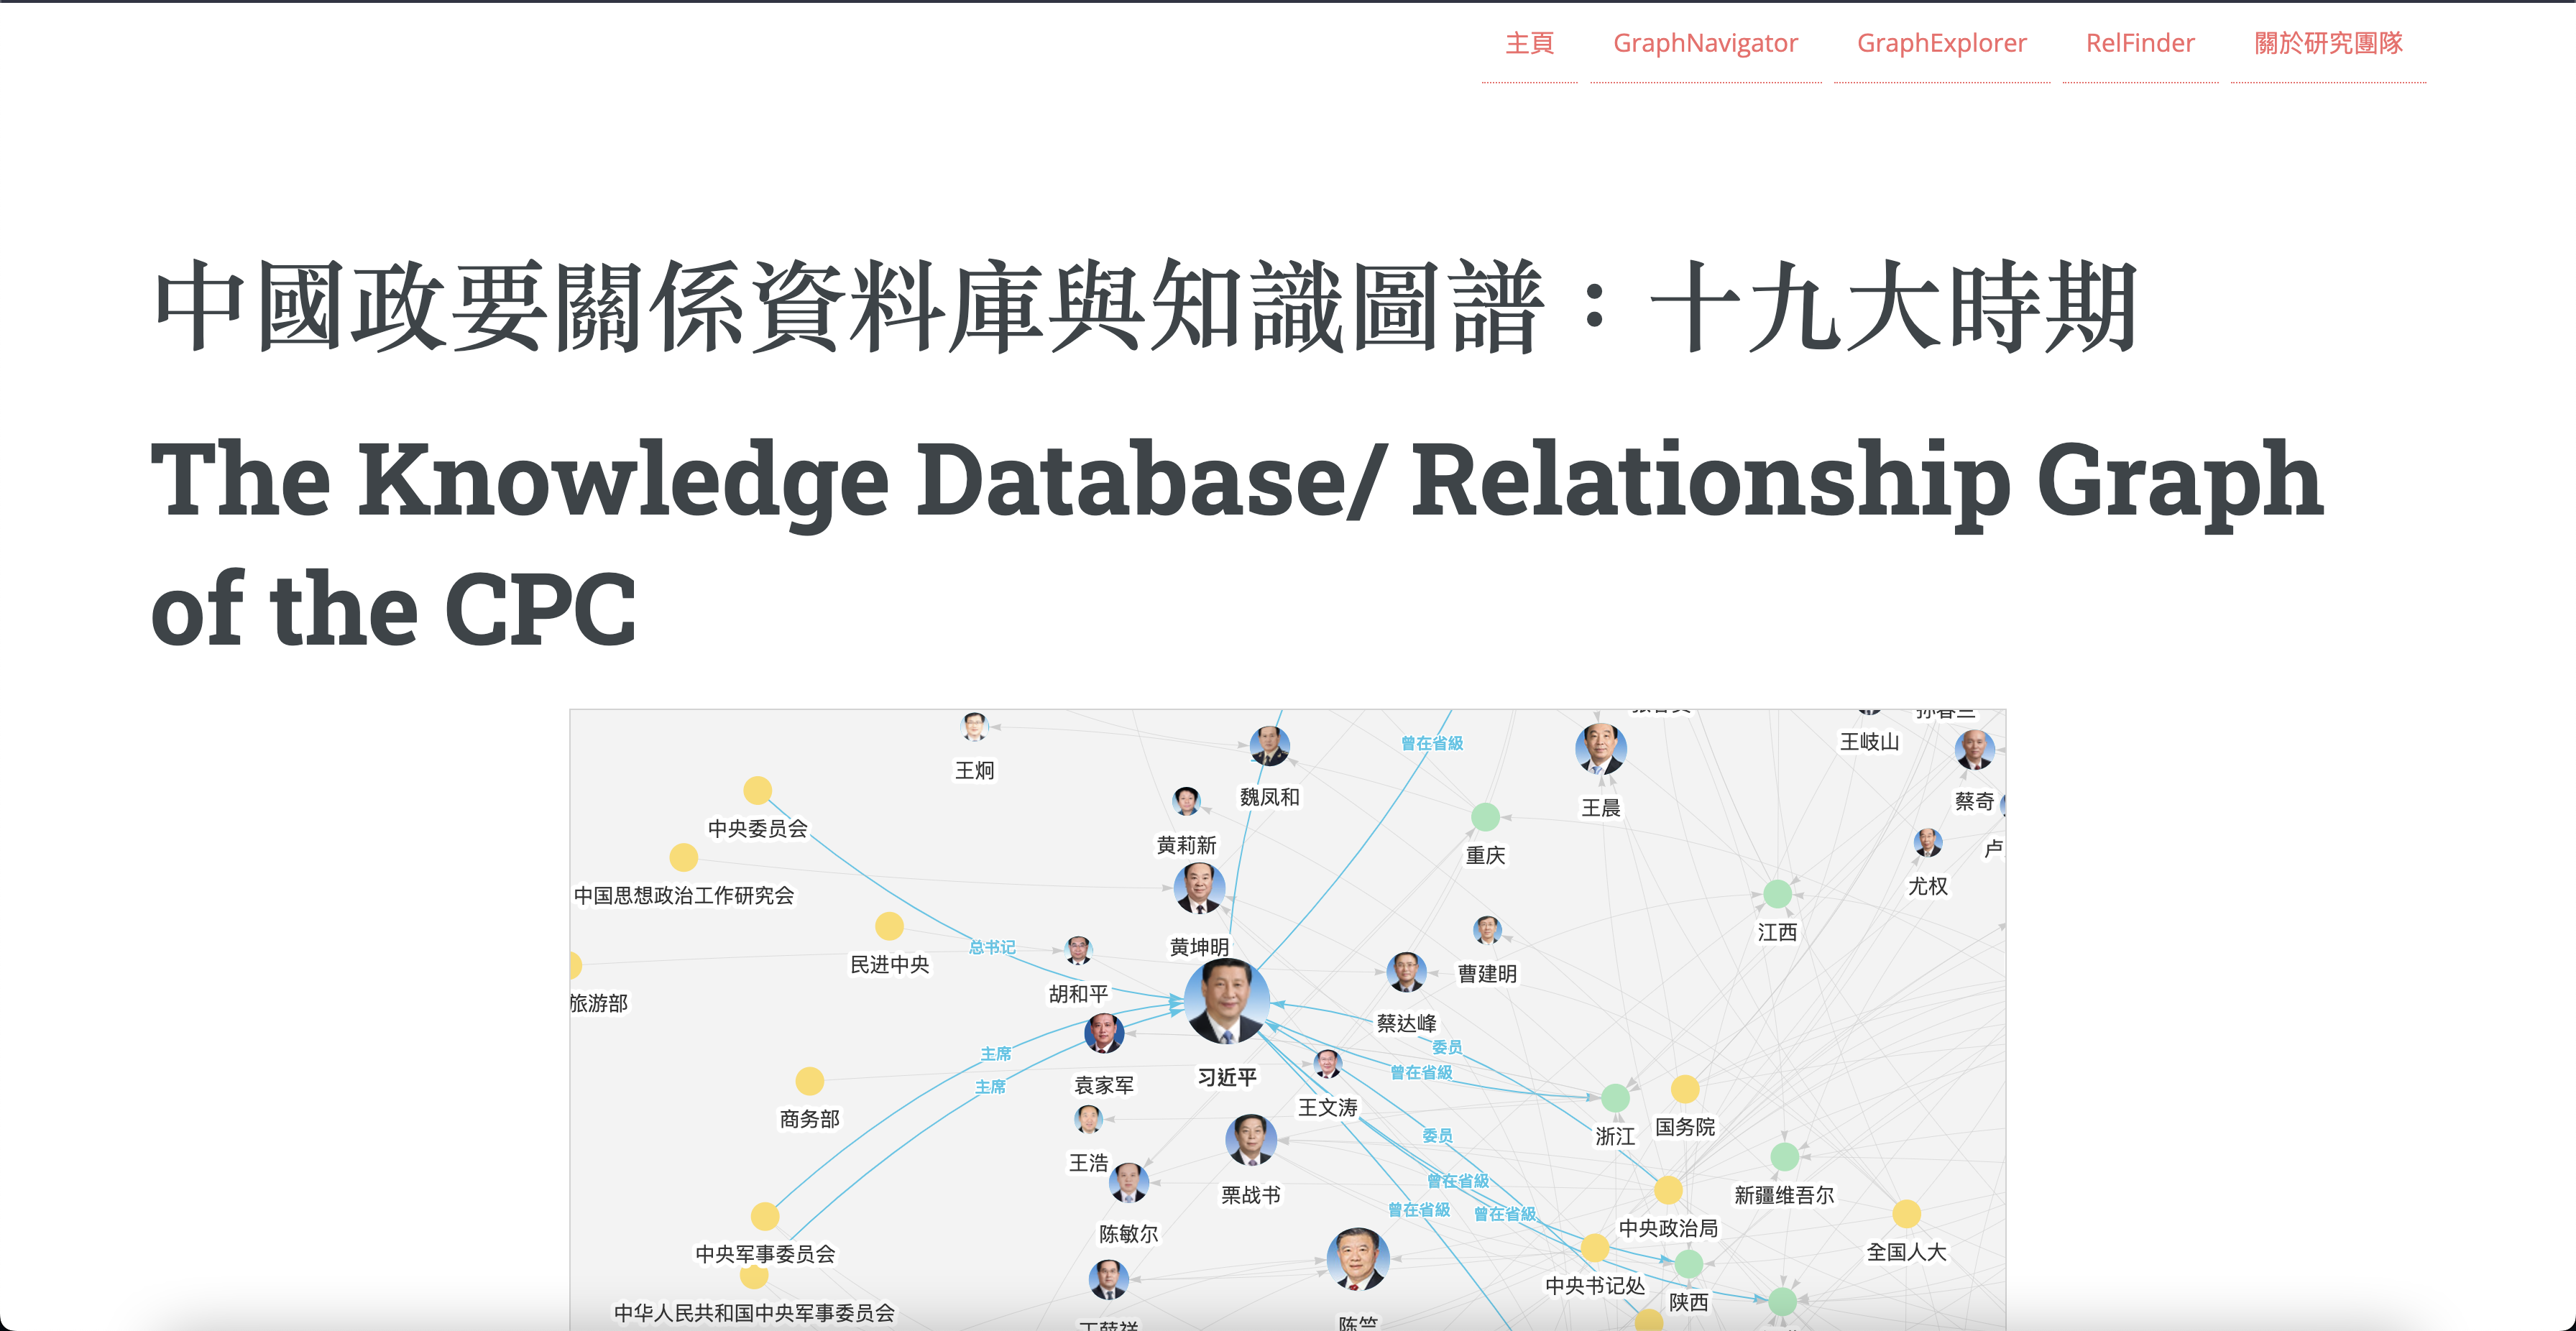 主頁 GraphNavigator GraphExplorer RelFinder 關於研究團隊
中國政要關係資料庫與知識圖譜：十九大時期
The Knowledge Database/ Relationship Graph
of the CPC
孙春兰
曾在省級
王岐山
王炯
魏凤和
蔡奇
王晨
中央委员会
黄莉新
卢
重庆
尤权
中国思想政治工作研究会
江西
黄坤明
总书记
民进中央
曹建明
胡和平
旅游部
蔡达峰
委员
主席
曾在省級
习近平
袁家军
主席
王文涛
商务部
国务院
委员
浙江
王浩
曾在省級
栗战书
新疆维吾尔
曾在省級
曾在省級
中央政治局
陈敏尔
全国人大
中央军事委员会
中央书记处
陕西
中华人民共和国中央军事委员会
陈竺